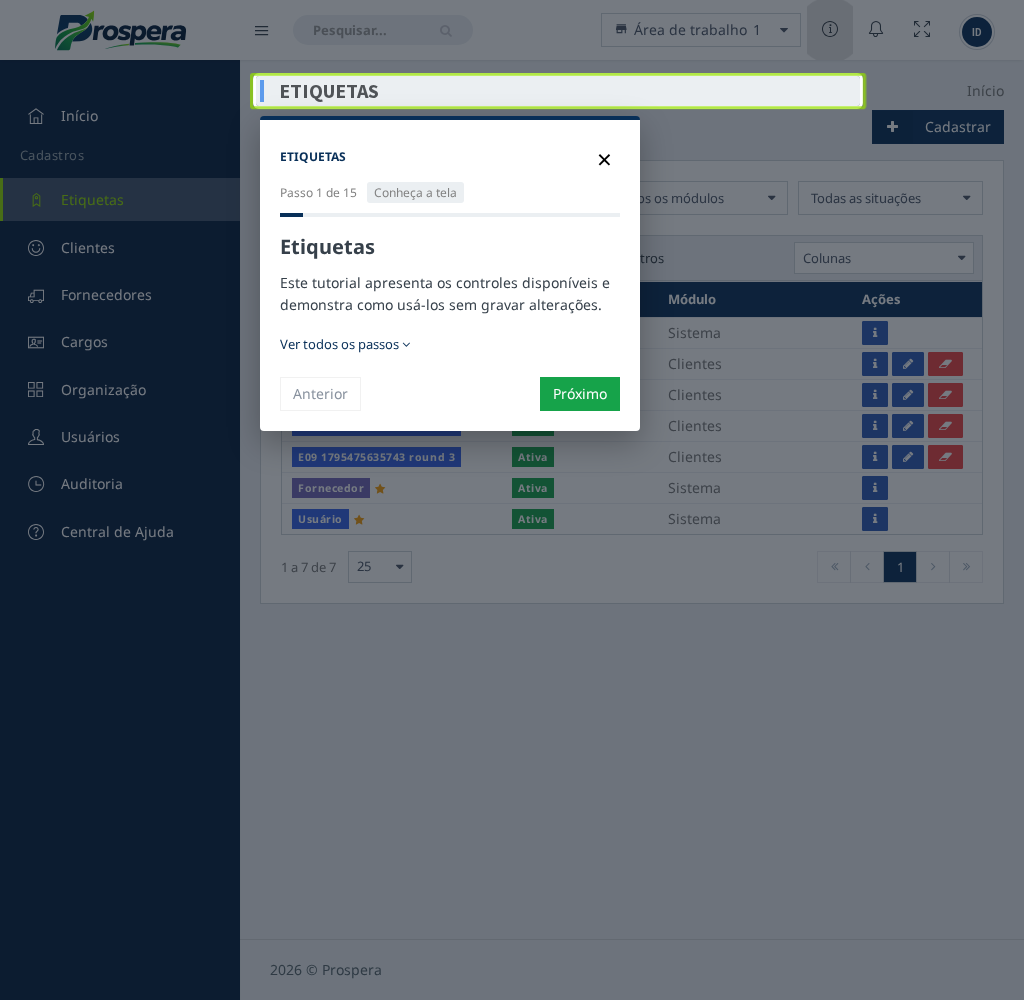 Prospera
Pesquisar...
Área de trabalho 1
ID
ETIQUETAS
Início
Cadastrar
Início
Cadastros
Etiquetas
Clientes
Fornecedores
Cargos
Organização
Usuários
Auditoria
Central de Ajuda
ETIQUETAS
Passo 1 de 15
Conheça a tela
Etiquetas
Este tutorial apresenta os controles disponíveis e
demonstra como usá-los sem gravar alterações.
Ver todos os passos
Anterior
Próximo
os módulos
Todas as situações
Colunas
Módulo
Ações
Sistema
Clientes
Clientes
Clientes
E09 1795475635743 round 3
Ativa
Clientes
Fornecedor
Ativa
Sistema
Usuário
Ativa
Sistema
1 a 7 de 7
25
«
‹
1
›
»
2026 © Prospera